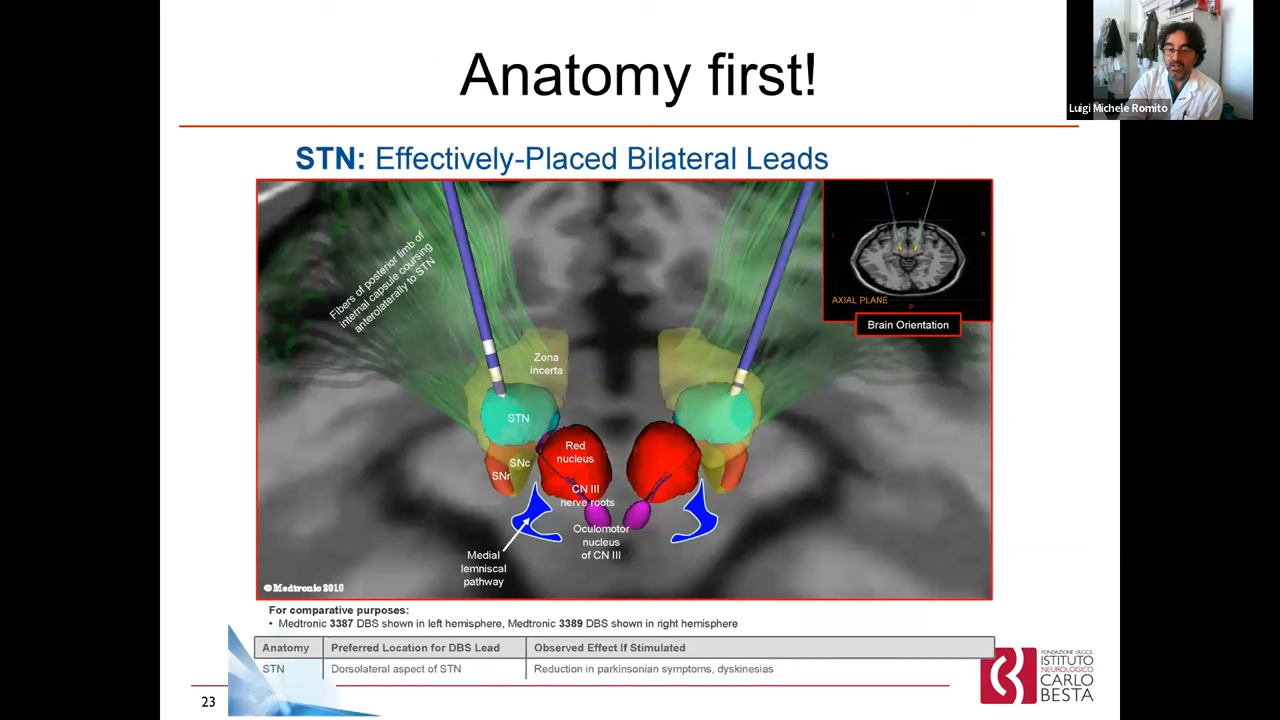 Anatomy first!
Luigi Michele Romito
STN: Effectively-Placed Bilateral Leads
Fibers of posterior limb of
internal capsule coursing
anterolaterally to STN
AXIAL PLANE
Brain Orientation
Zona
incerta
STN
Red
nucleus
SNc
SNr
CN III
nerve roots
Oculomotor
nucleus
of CN III
Medial
lemniscal
pathway
© Medtronic 2010
For comparative purposes:
• Medtronic 3387 DBS shown in left hemisphere, Medtronic 3389 DBS shown in right hemisphere
Anatomy Preferred Location for DBS Lead Observed Effect If Stimulated
STN Dorsolateral aspect of STN Reduction in parkinsonian symptoms, dyskinesias
FONDAZIONE I.R.C.C.S.
ISTITUTO
NEUROLOGICO
CARLO
BESTA
23